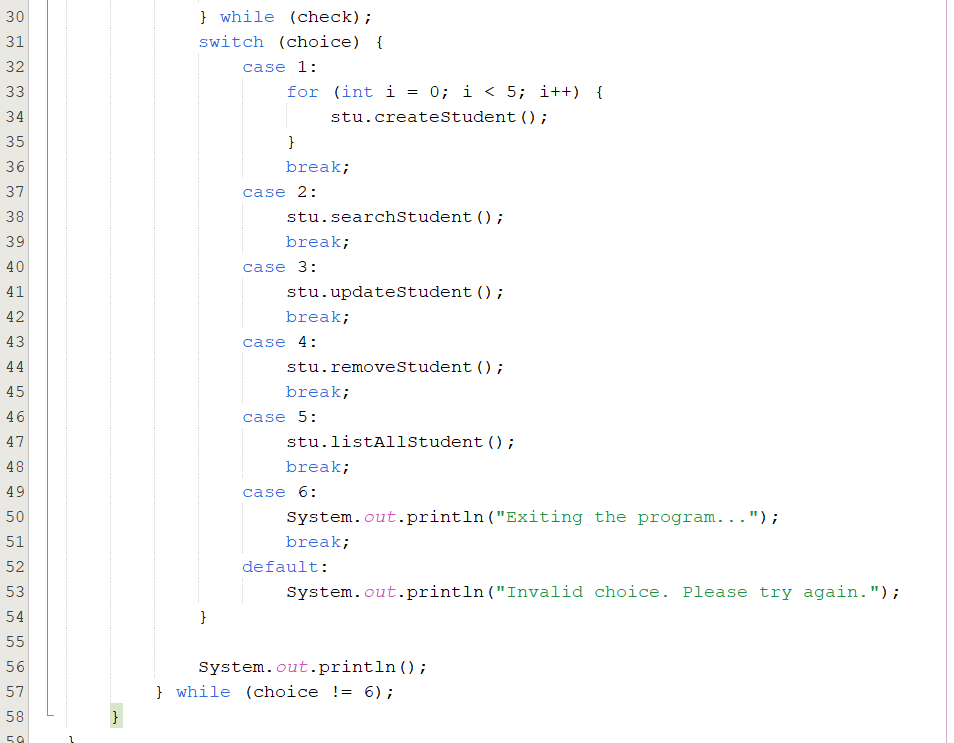 30 } while (check);
31 switch (choice) {
32 case 1:
33 for (int i = 0; i < 5; i++) {
34 stu.createStudent();
35 }
36 break;
37 case 2:
38 stu.searchStudent();
39 break;
40 case 3:
41 stu.updateStudent();
42 break;
43 case 4:
44 stu.removeStudent();
45 break;
46 case 5:
47 stu.listAllStudent();
48 break;
49 case 6:
50 System.out.println("Exiting the program...");
51 break;
52 default:
53 System.out.println("Invalid choice. Please try again.");
54 }
55
56 System.out.println();
57 } while (choice != 6);
58 }
59 }